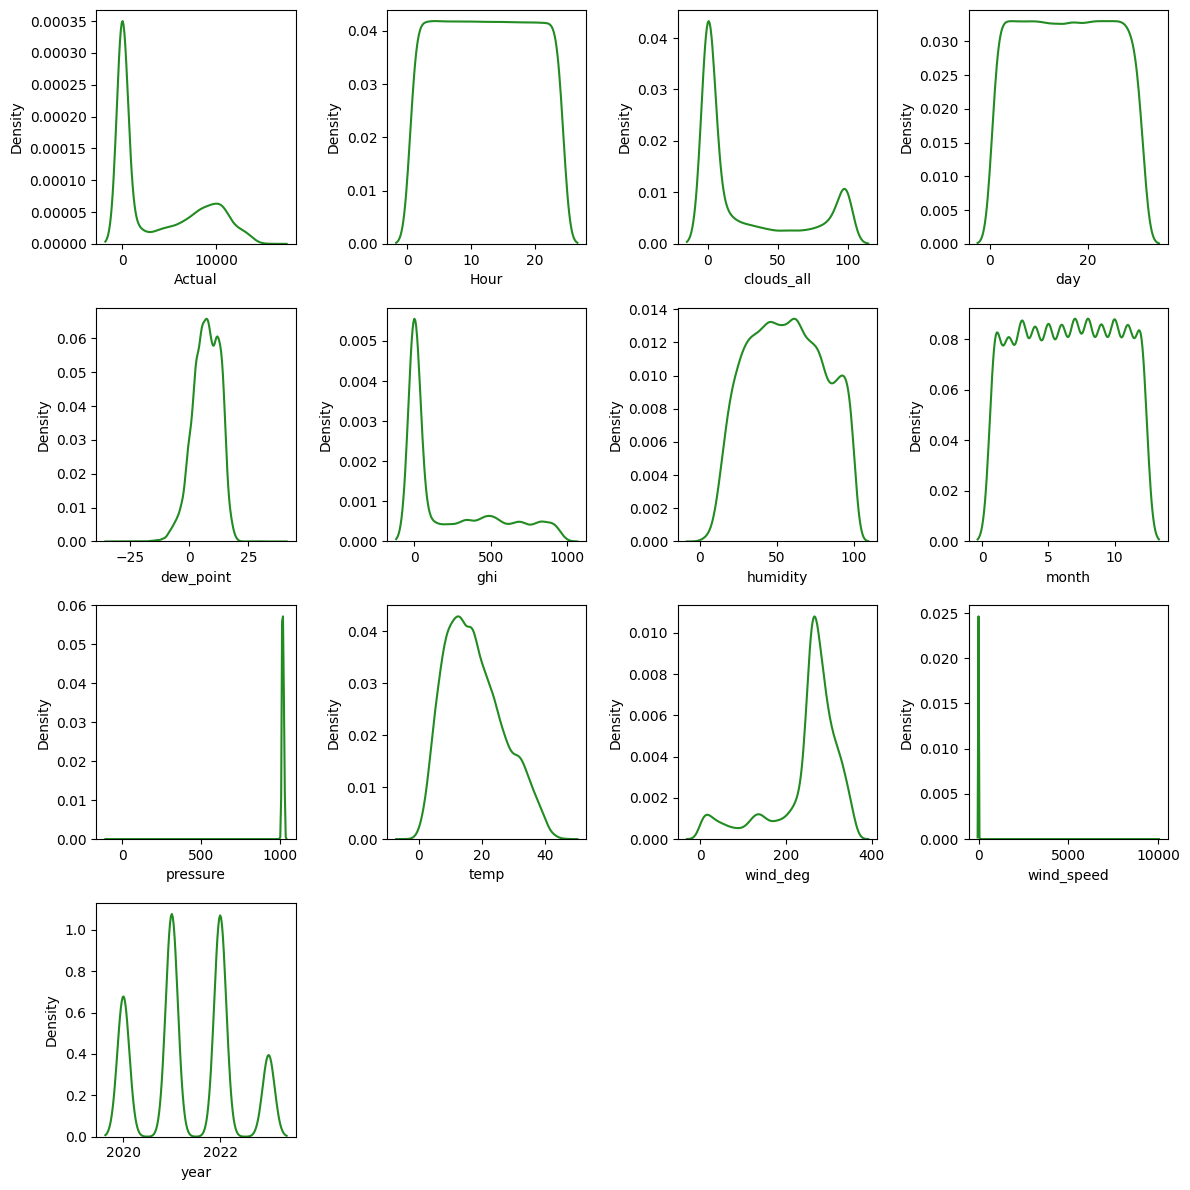 0.00035
0.00030
0.00025
0.00020
0.00015
0.00010
0.00005
0.00000
Density
0 10000
Actual
0.04
0.03
0.02
0.01
0.00
Density
0 10 20
Hour
0.04
0.03
0.02
0.01
0.00
Density
0 50 100
clouds_all
0.030
0.025
0.020
0.015
0.010
0.005
0.000
Density
0 20
day
0.06
0.05
0.04
0.03
0.02
0.01
0.00
Density
−25 0 25
dew_point
0.005
0.004
0.003
0.002
0.001
0.000
Density
0 500 1000
ghi
0.014
0.012
0.010
0.008
0.006
0.004
0.002
0.000
Density
0 50 100
humidity
0.08
0.06
0.04
0.02
0.00
Density
0 5 10
month
0.06
0.05
0.04
0.03
0.02
0.01
0.00
Density
0 500 1000
pressure
0.04
0.03
0.02
0.01
0.00
Density
0 20 40
temp
0.010
0.008
0.006
0.004
0.002
0.000
Density
0 200 400
wind_deg
0.025
0.020
0.015
0.010
0.005
0.000
Density
0 5000 10000
wind_speed
1.0
0.8
0.6
0.4
0.2
0.0
Density
2020 2022
year